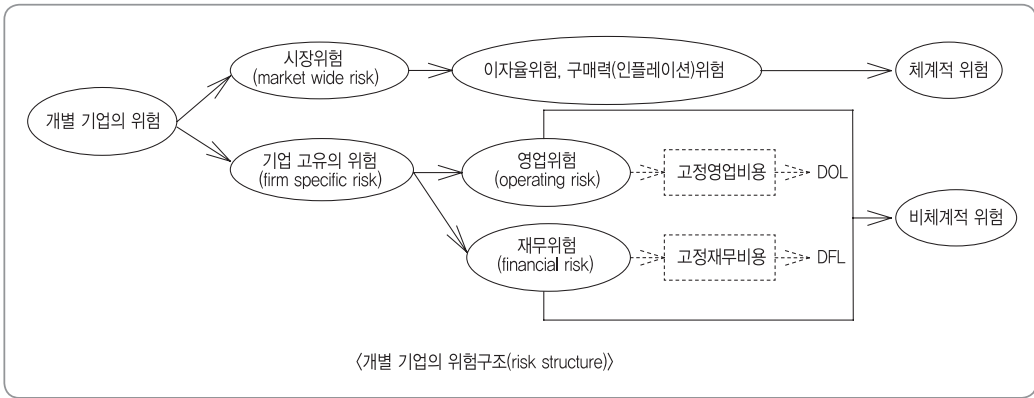 시장위험
(market wide risk)
이자율위험, 구매력(인플레이션)위험
체계적 위험
개별 기업의 위험
기업 고유의 위험
(firm specific risk)
영업위험
(operating risk)
고정영업비용
DOL
비체계적 위험
재무위험
(financial risk)
고정재무비용
DFL
〈개별 기업의 위험구조(risk structure)〉